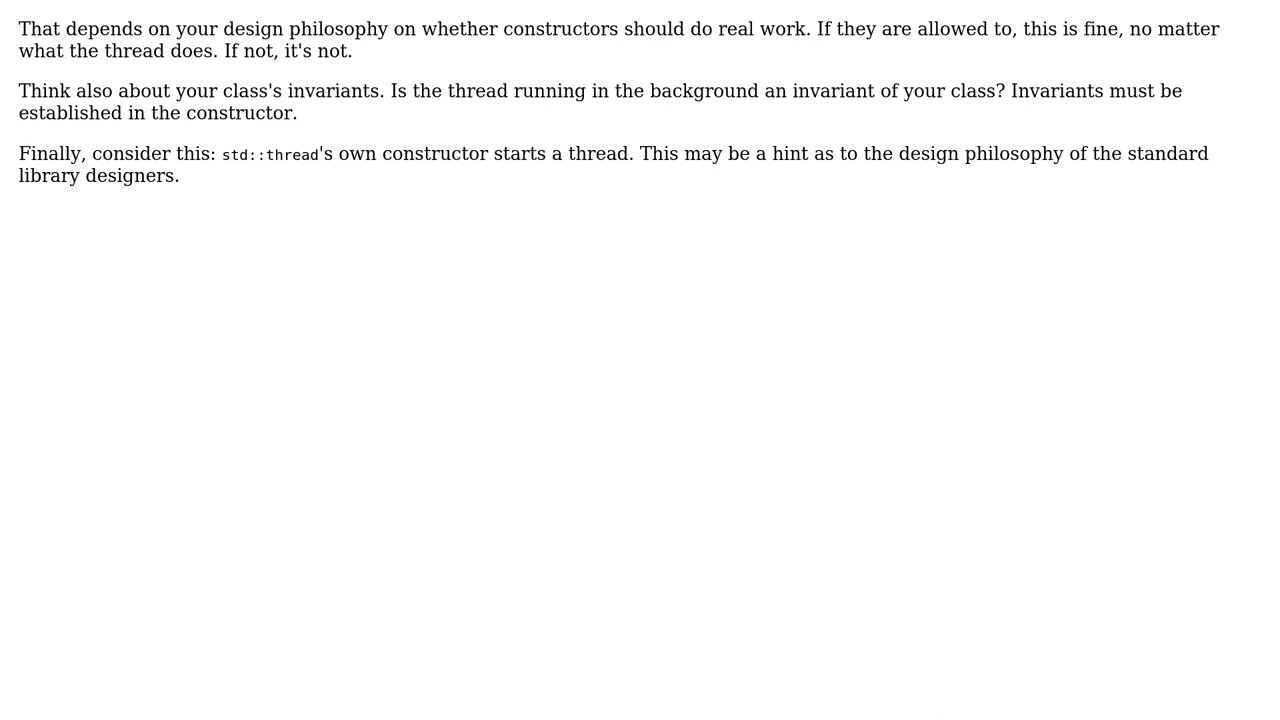 That depends on your design philosophy on whether constructors should do real work. If they are allowed to, this is fine, no matter
what the thread does. If not, it's not.
Think also about your class's invariants. Is the thread running in the background an invariant of your class? Invariants must be
established in the constructor.
Finally, consider this: std::thread's own constructor starts a thread. This may be a hint as to the design philosophy of the standard
library designers.